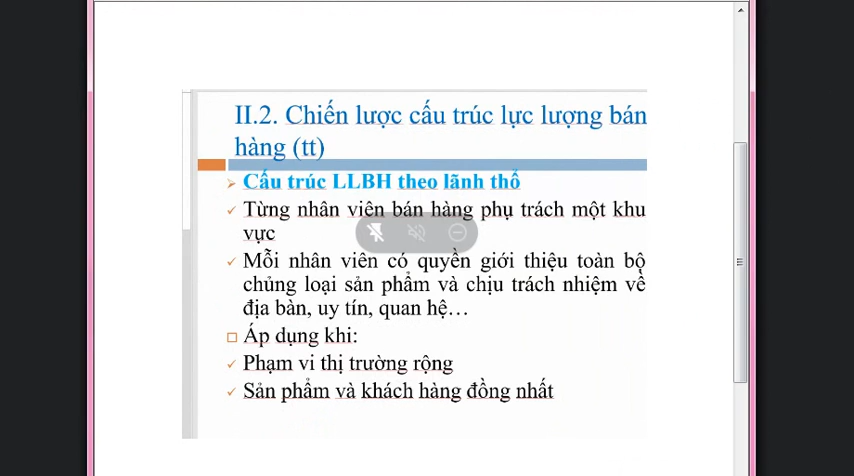 II.2. Chiến lược cấu trúc lực lượng bán
hàng (tt)
Cấu trúc LLBH theo lãnh thổ
Từng nhân viên bán hàng phụ trách một khu
vực
Mỗi nhân viên có quyền giới thiệu toàn bộ
chủng loại sản phẩm và chịu trách nhiệm về
địa bàn, uy tín, quan hệ…
Áp dụng khi:
Phạm vi thị trường rộng
Sản phẩm và khách hàng đồng nhất